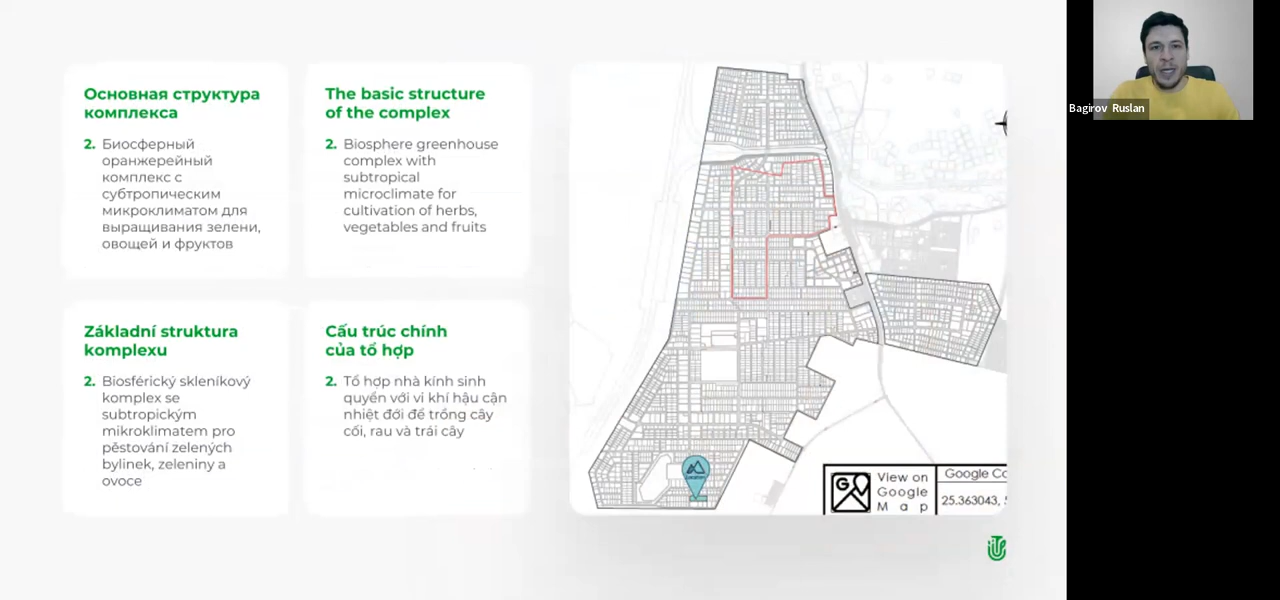 Основная структура
комплекса
2. Биосферный
оранжерейный
комплекс с
субтропическим
микроклиматом для
выращивания зелени,
овощей и фруктов
The basic structure
of the complex
2. Biosphere greenhouse
complex with
subtropical
microclimate for
cultivation of herbs,
vegetables and fruits
Základní struktura
komplexu
2. Biosférický skleníkový
komplex se
subtropickým
mikroklimatem pro
pěstování zelených
bylinek, zeleniny a
ovoce
Cấu trúc chính
của tổ hợp
2. Tổ hợp nhà kính sinh
quyển với vi khí hậu cận
nhiệt đới để trồng cây
cối, rau và trái cây
View on
Google
Map
Google Co
25.363043,
Bagirov Ruslan